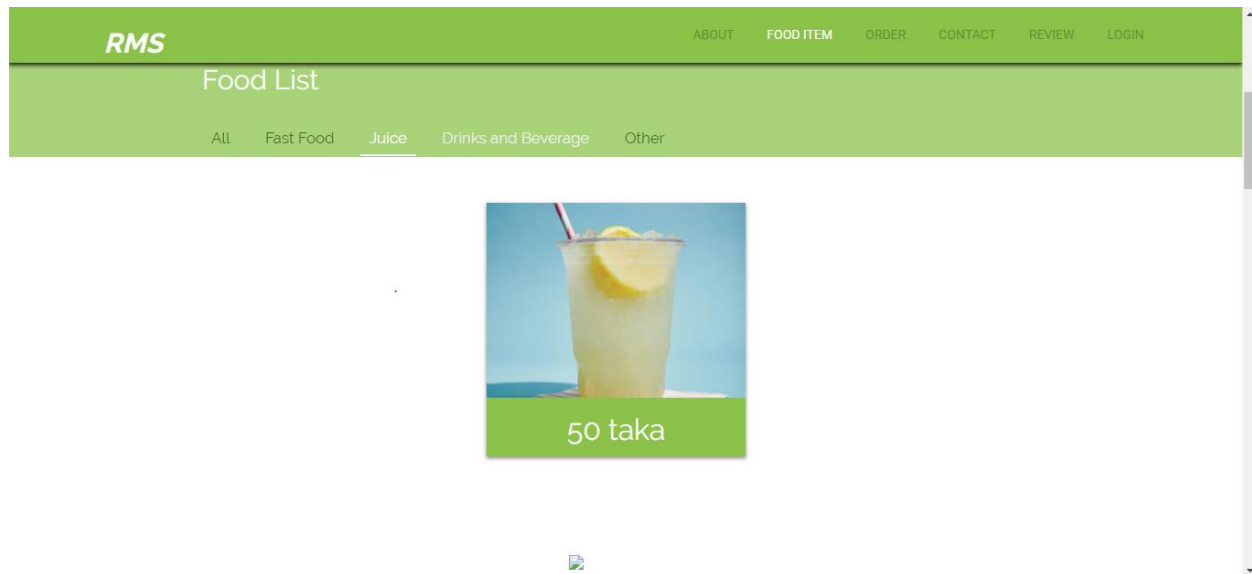 RMS
ABOUT FOOD ITEM ORDER CONTACT REVIEW LOGIN
Food List
All Fast Food Juice Drinks and Beverage Other
50 taka